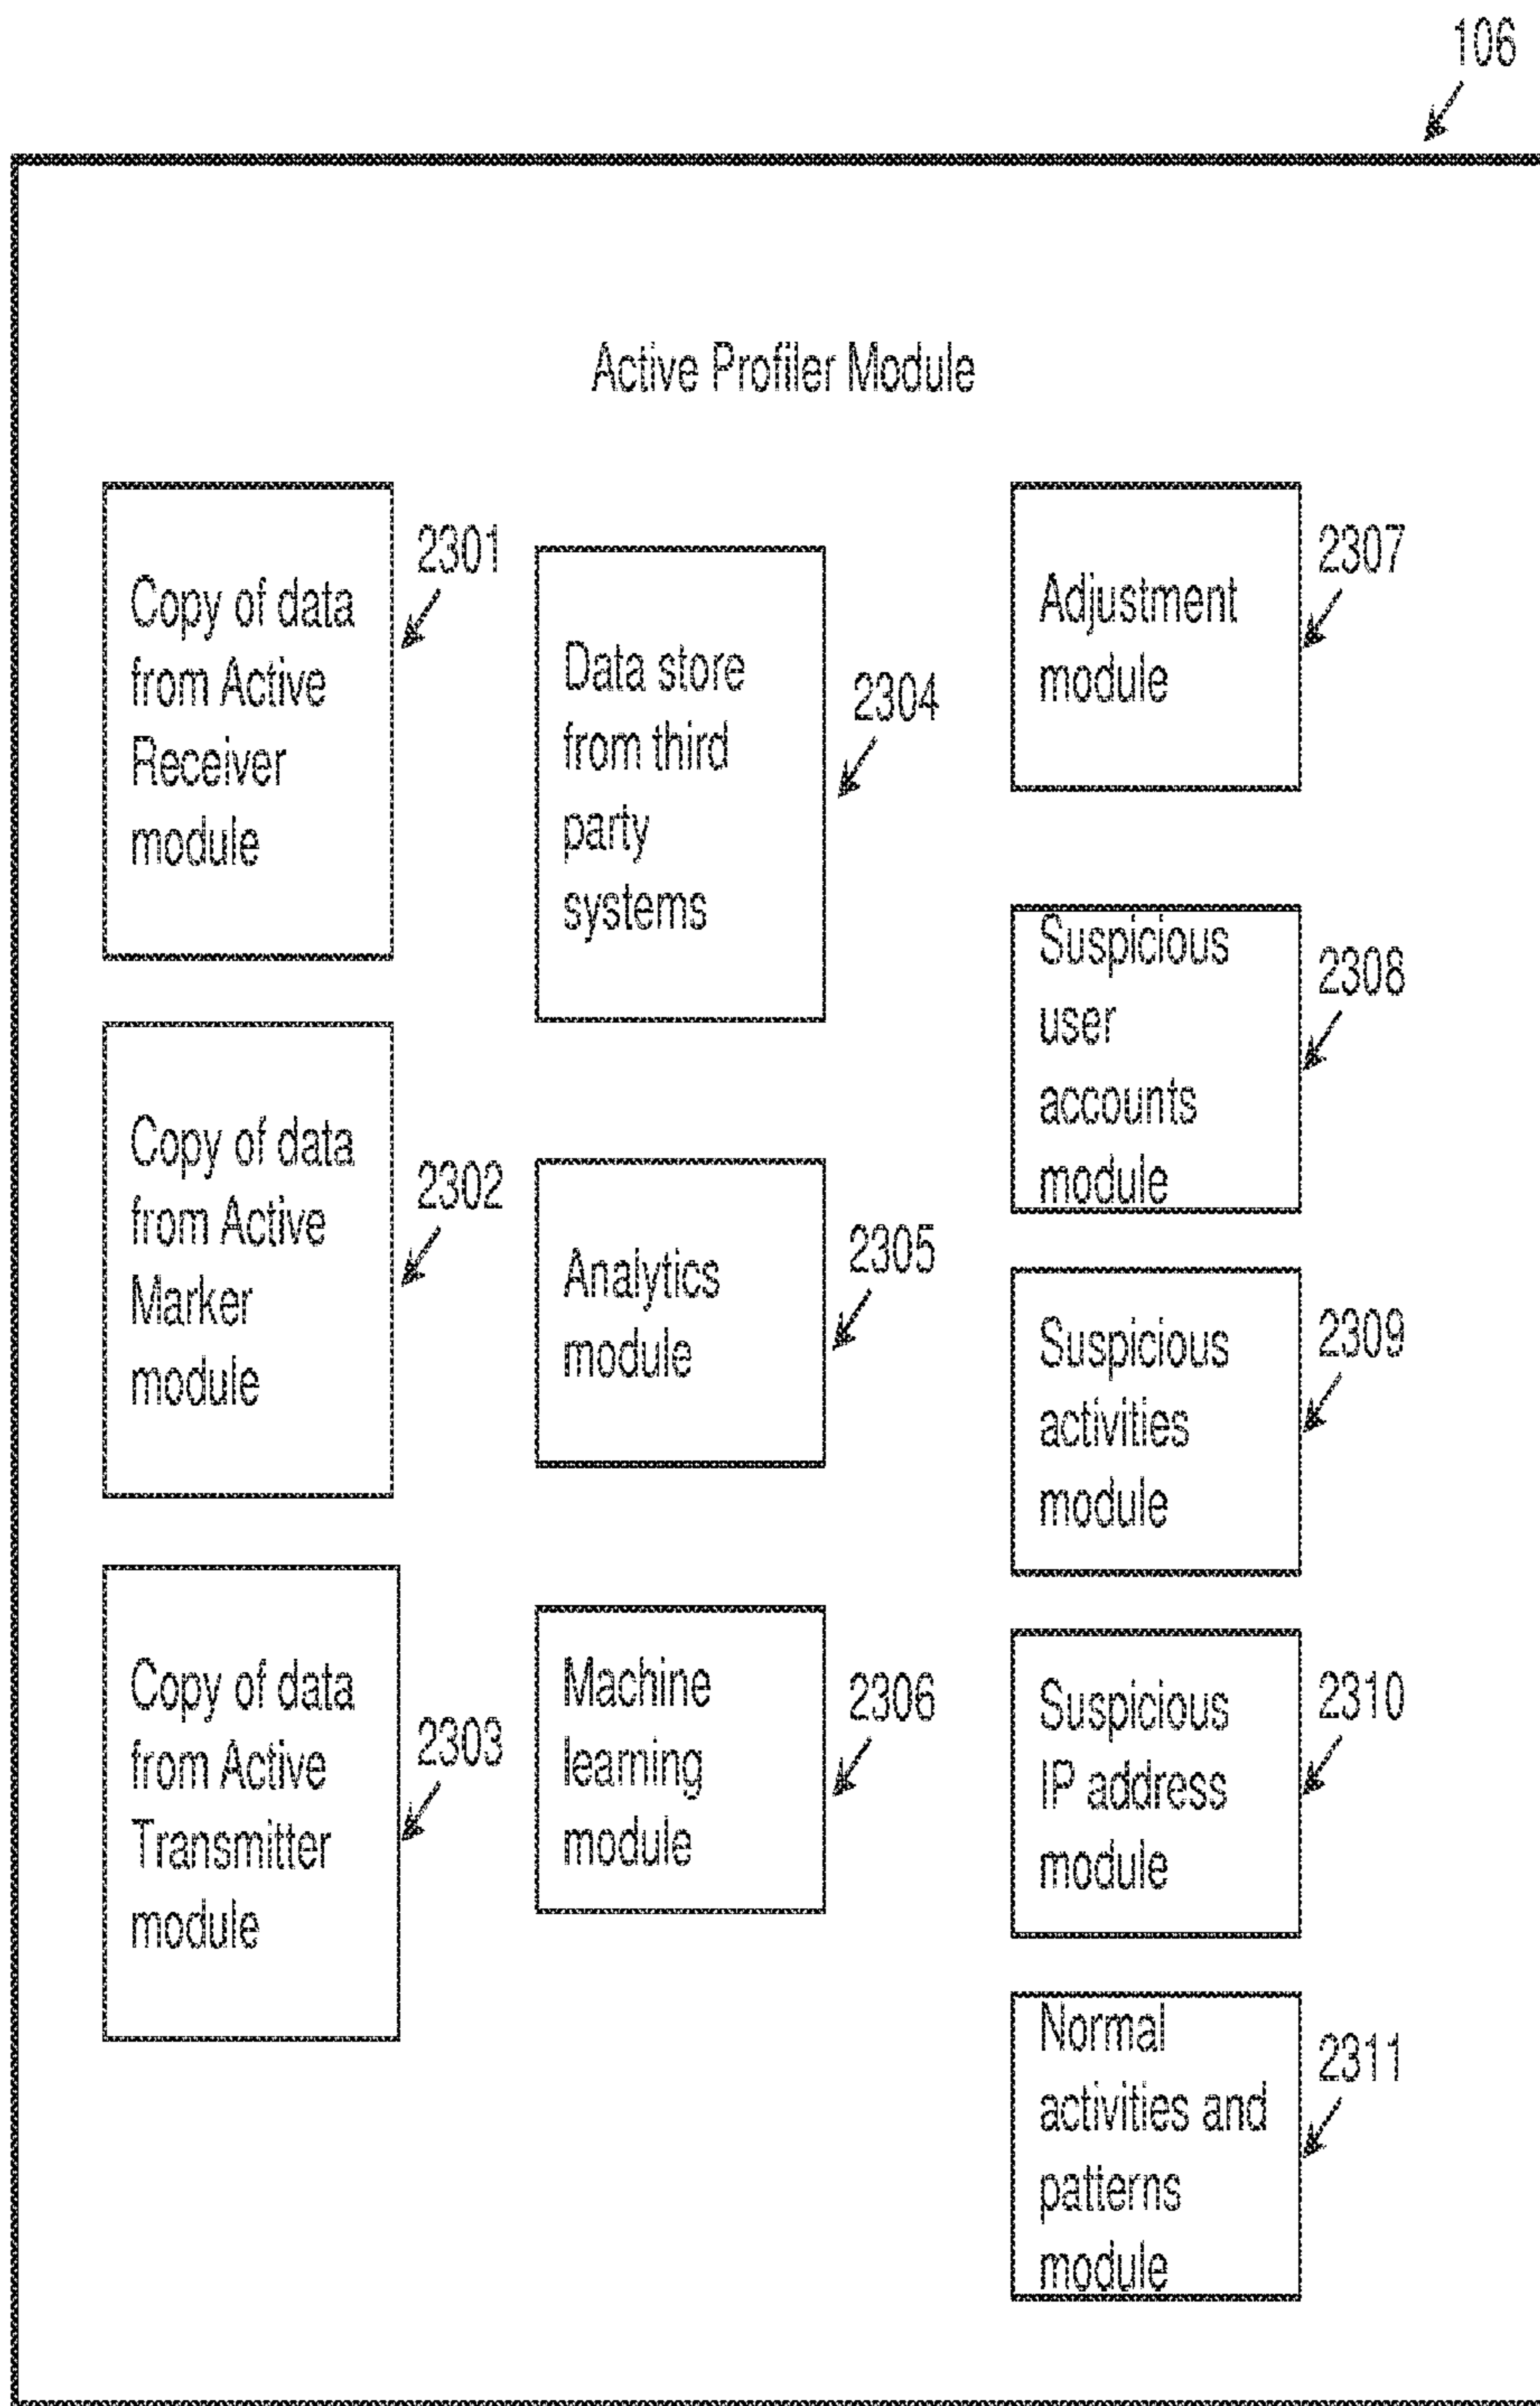 106
Active Profiler Module
Copy of data
from Active
Receiver
module
2301
Copy of data
from Active
Marker
module
2302
Copy of data
from Active
Transmitter
module
2303
Data store
from third
party
systems
2304
Analytics
module
2305
Machine
learning
module
2306
Adjustment
module
2307
Suspicious
user
accounts
module
2308
Suspicious
activities
module
2309
Suspicious
IP address
module
2310
Normal
activities and
patterns
module
2311